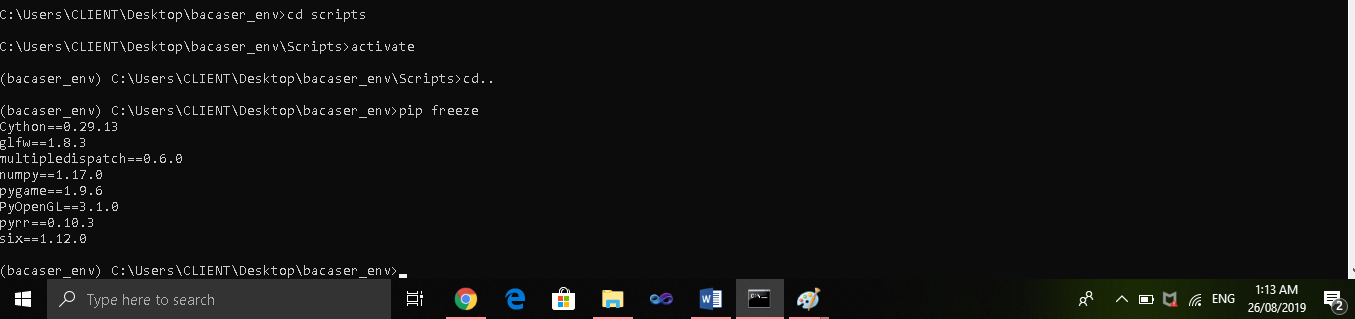 C:\Users\CLIENT\Desktop\bacaser_env>cd scripts
C:\Users\CLIENT\Desktop\bacaser_env\Scripts>activate
(bacaser_env) C:\Users\CLIENT\Desktop\bacaser_env\Scripts>cd..
(bacaser_env) C:\Users\CLIENT\Desktop\bacaser_env>pip freeze
Cython==0.29.13
glfw==1.8.3
multipledispatch==0.6.0
numpy==1.17.0
pygame==1.9.6
PyOpenGL==3.1.0
pyrr==0.10.3
six==1.12.0
(bacaser_env) C:\Users\CLIENT\Desktop\bacaser_env>
Type here to search
ENG
1:13 AM
26/08/2019
2